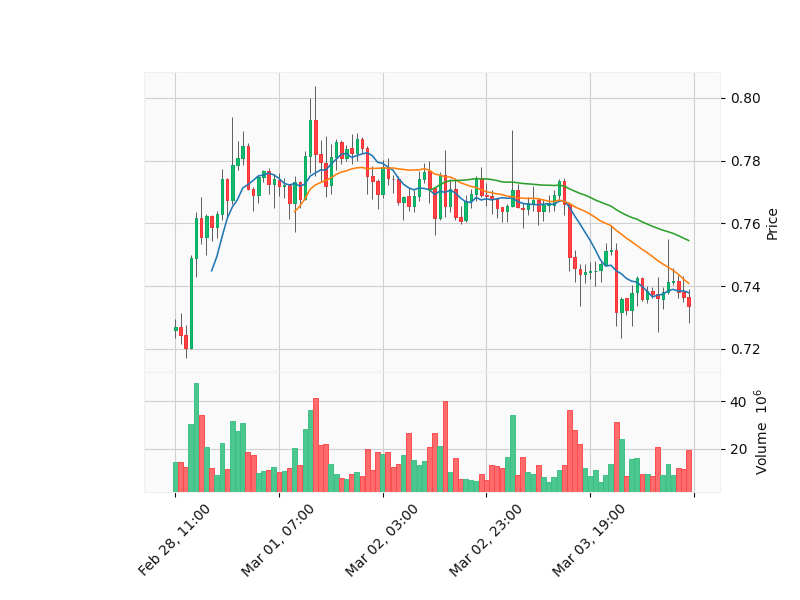 0.80
0.78
0.76
0.74
0.72
Price
40
20
Volume 10^6
Feb 28, 11:00
Mar 01, 07:00
Mar 02, 03:00
Mar 02, 23:00
Mar 03, 19:00